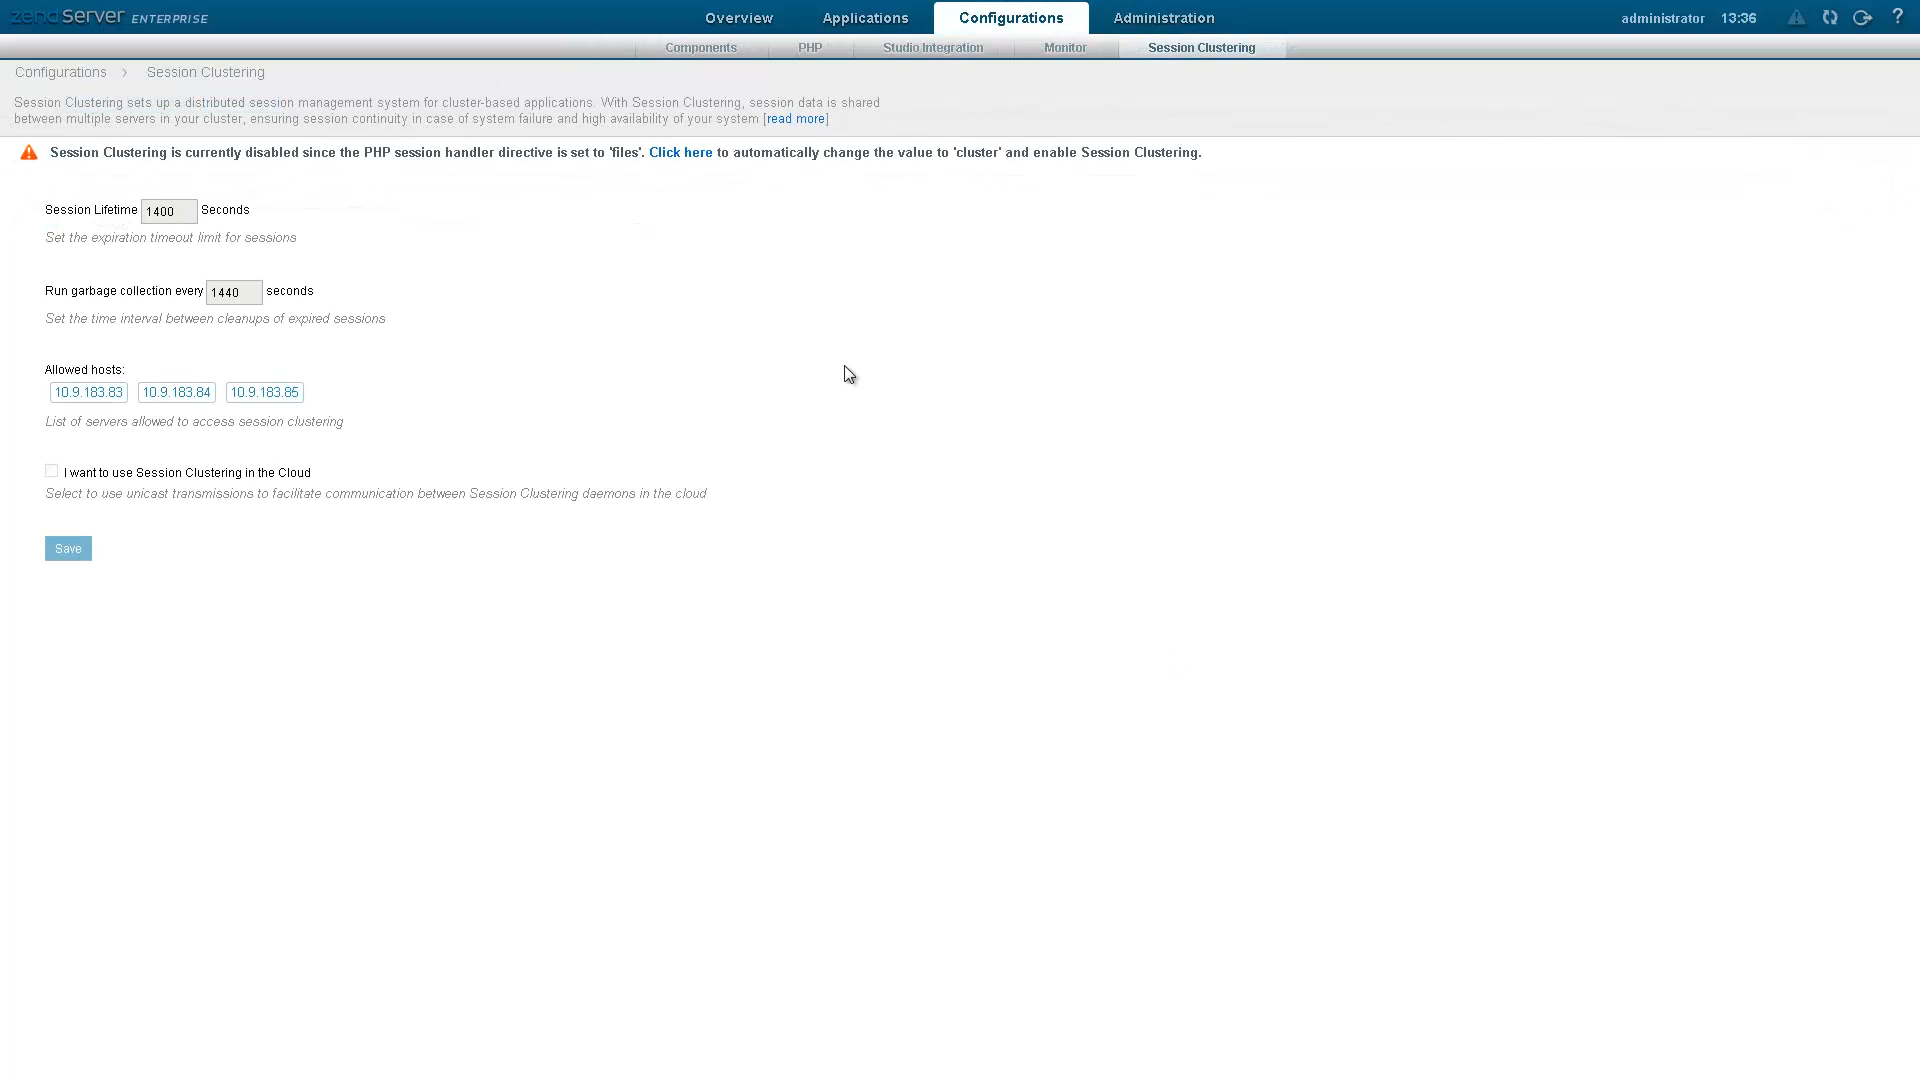 zend Server ENTERPRISE
Overview
Applications
Configurations
Administration
administrator
13:36
?
Components
PHP
Studio Integration
Monitor
Session Clustering
Configurations > Session Clustering
Session Clustering sets up a distributed session management system for cluster-based applications. With Session Clustering, session data is shared
between multiple servers in your cluster, ensuring session continuity in case of system failure and high availability of your system [read more]
Session Clustering is currently disabled since the PHP session handler directive is set to 'files'. Click here to automatically change the value to 'cluster' and enable Session Clustering.
Session Lifetime 1400 Seconds
Set the expiration timeout limit for sessions
Run garbage collection every 1440 seconds
Set the time interval between cleanups of expired sessions
Allowed hosts:
10.9.183.83 10.9.183.84 10.9.183.85
List of servers allowed to access session clustering
I want to use Session Clustering in the Cloud
Select to use unicast transmissions to facilitate communication between Session Clustering daemons in the cloud
Save